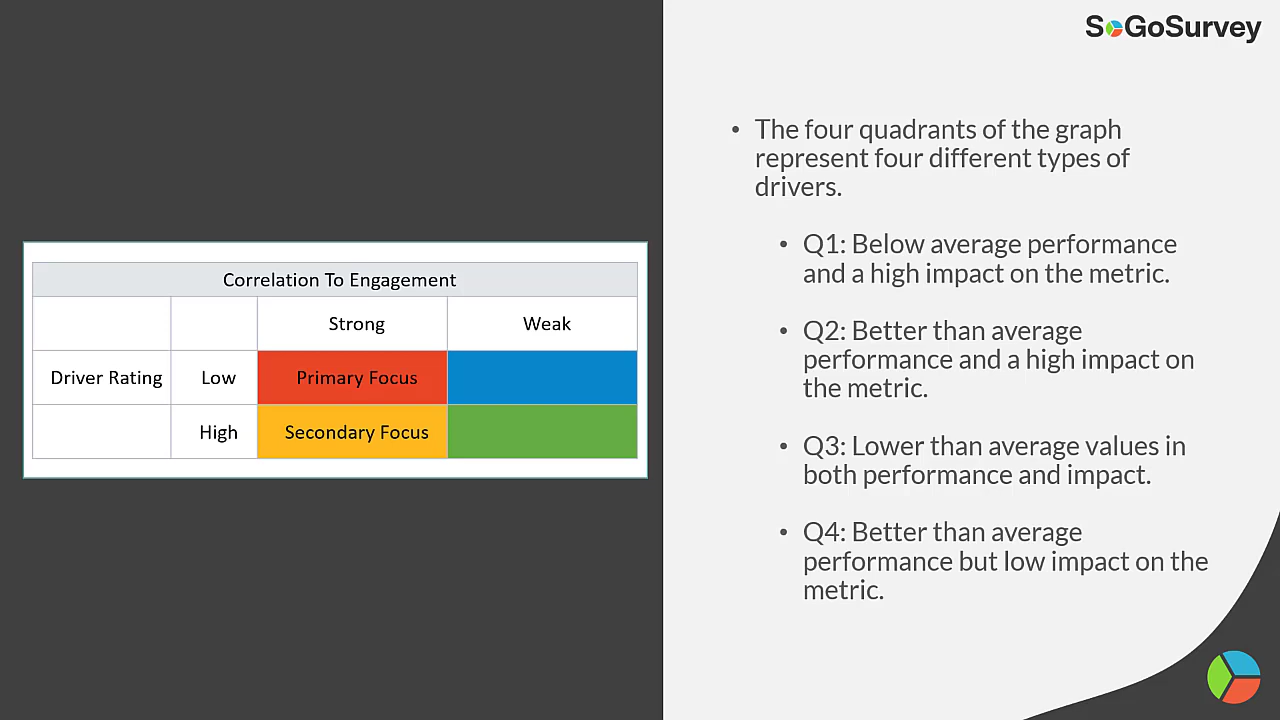 SoGoSurvey
Correlation To Engagement
Strong Weak
Driver Rating Low Primary Focus
High Secondary Focus
• The four quadrants of the graph
represent four different types of
drivers.
• Q1: Below average performance
and a high impact on the metric.
• Q2: Better than average
performance and a high impact on
the metric.
• Q3: Lower than average values in
both performance and impact.
• Q4: Better than average
performance but low impact on the
metric.